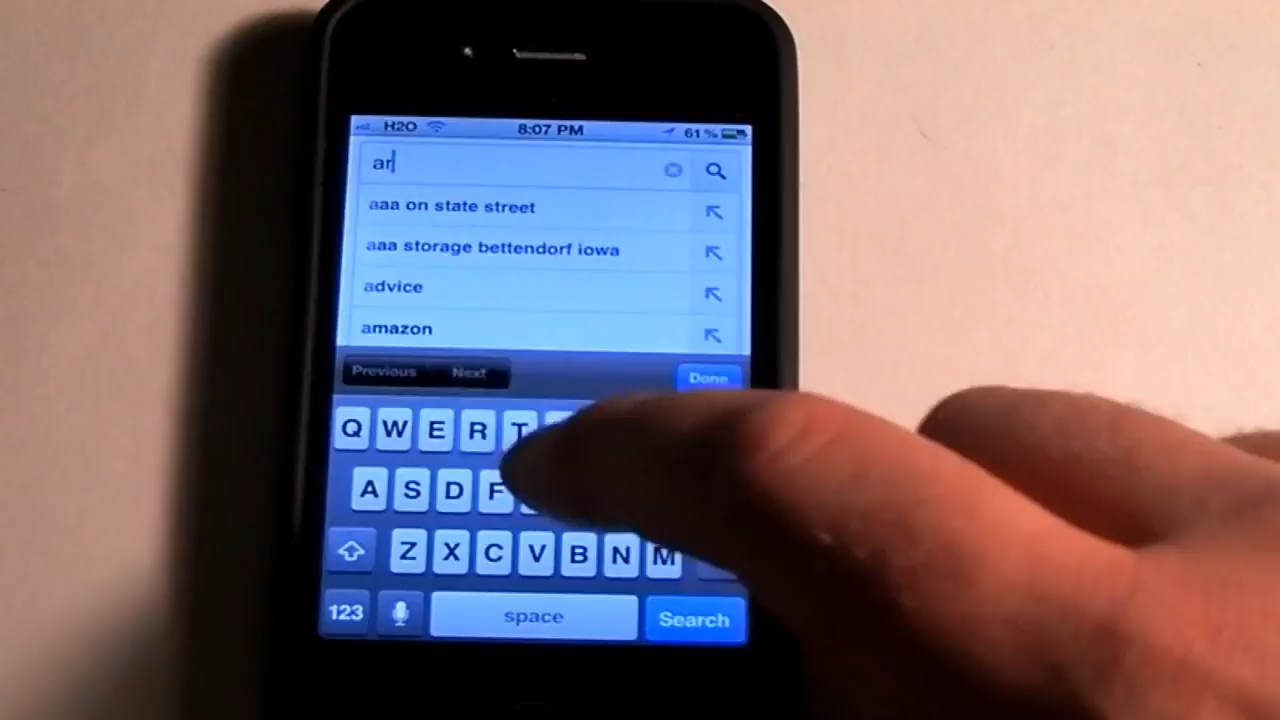 H2O 8:07 PM 61%
ar
aaa on state street
aaa storage bettendorf iowa
advice
amazon
Previous Next Done
Q W E R T
A S D F
Z X C V B N M
123 space Search